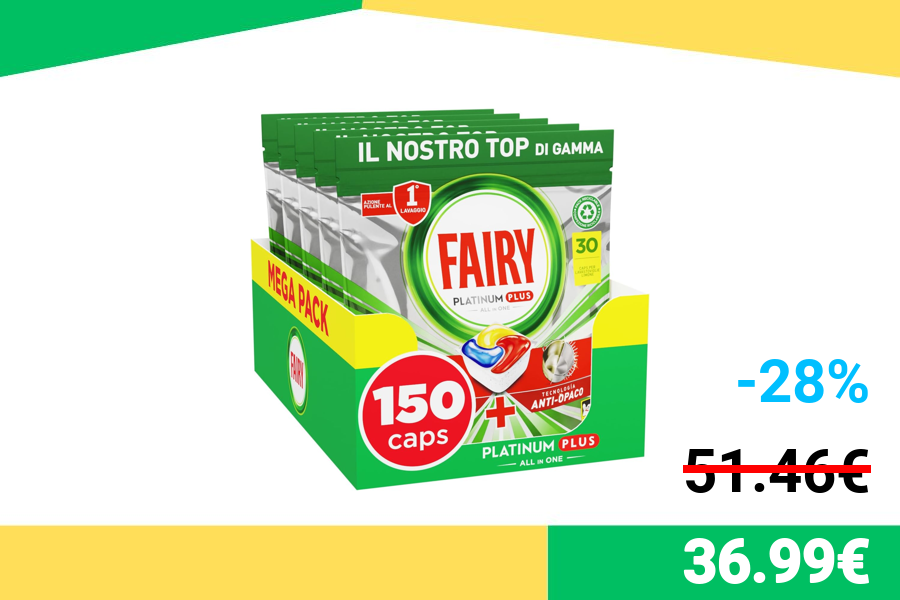 IL NOSTRO TOP DI GAMMA
AZIONE
PULENTE AL
1°
LAVAGGIO
FAIRY
PLATINUM PLUS
ALL IN ONE
30
MEGA PACK
FAIRY
150
caps
+
TECNOLOGIA
ANTI-OPACO
PLATINUM PLUS
ALL IN ONE
-28%
51.46€
36.99€